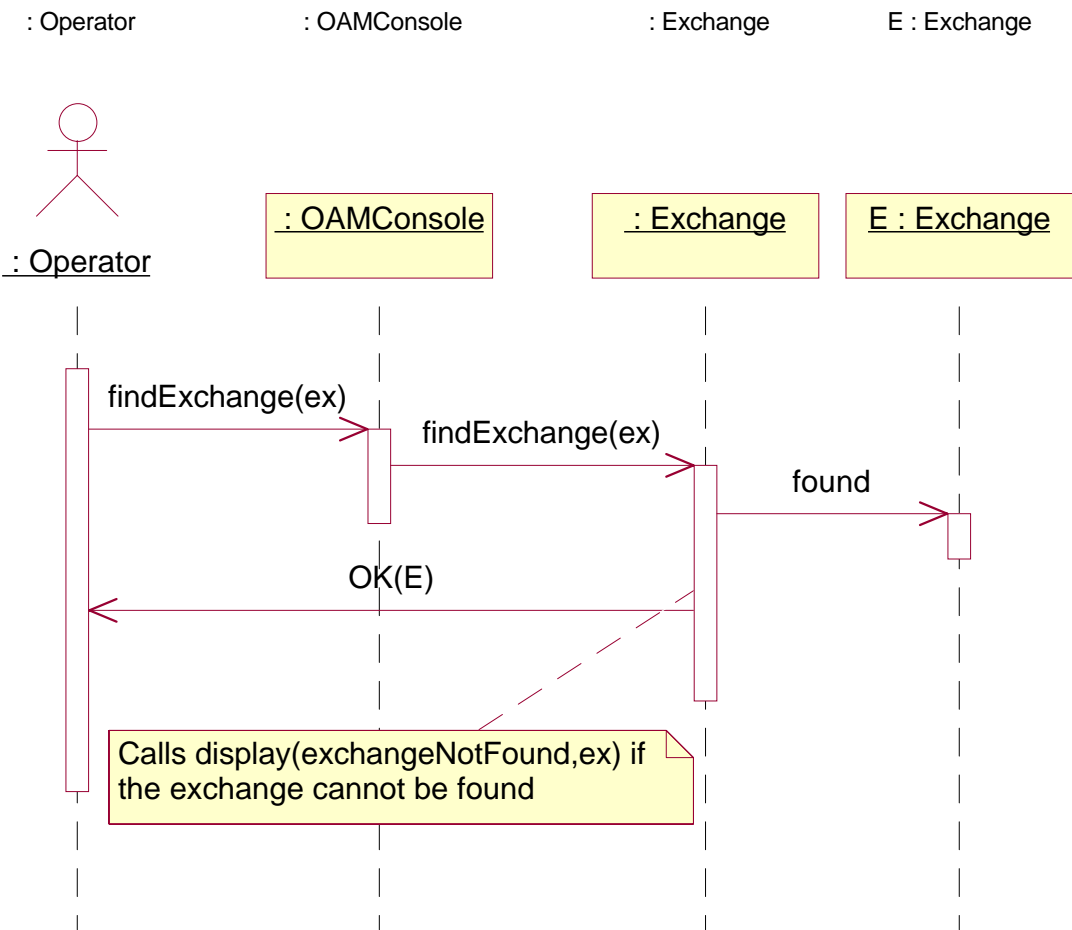 : Operator
: OAMConsole
: Exchange
E : Exchange
: Operator
: OAMConsole
: Exchange
E : Exchange
findExchange(ex)
findExchange(ex)
found
OK(E)
Calls display(exchangeNotFound,ex) if
the exchange cannot be found